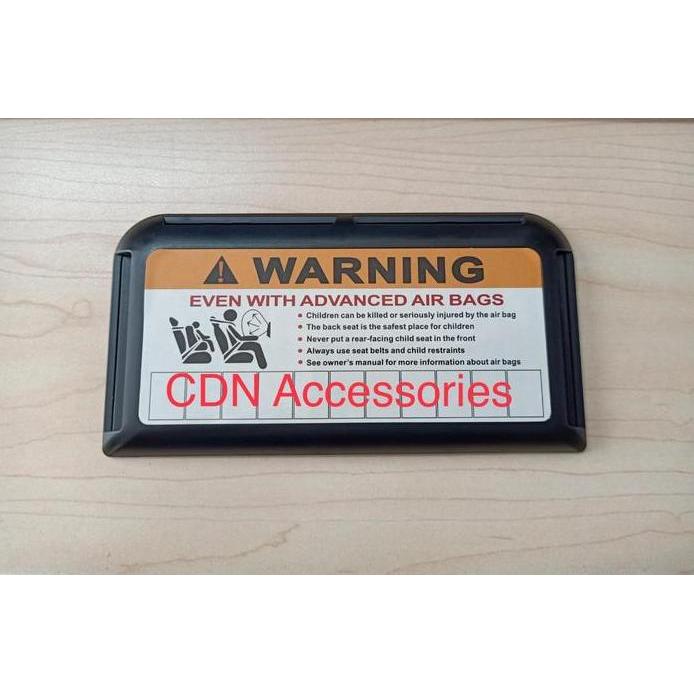 WARNING
EVEN WITH ADVANCED AIR BAGS
• Children can be killed or seriously injured by the air bag
• The back seat is the safest place for children
• Never put a rear-facing child seat in the front
• Always use seat belts and child restraints
• See owner's manual for more information about air bags
CDN Accessories